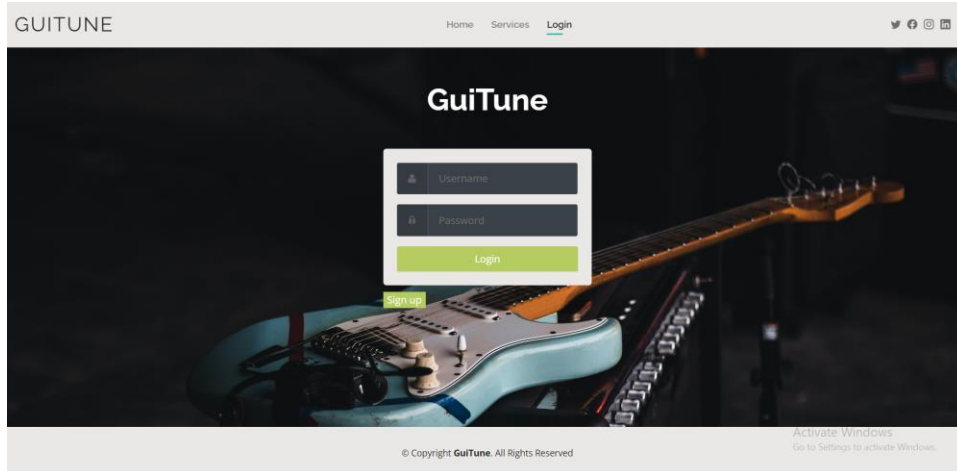 GUITUNE
Home Services Login
GuiTune
Username
Password
Login
Sign up
© Copyright GuiTune. All Rights Reserved
Activate Windows
Go to Settings to activate Windows.